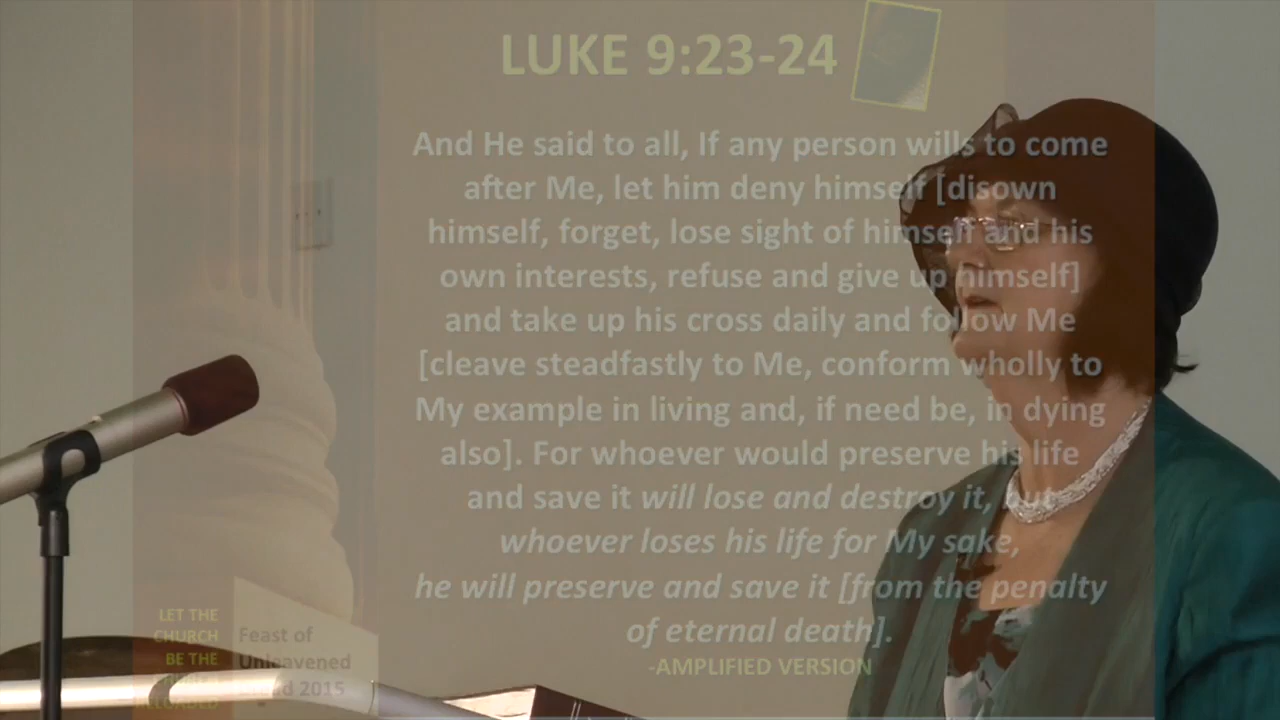 LUKE 9:23-24
And He said to all, If any person wills to come
after Me, let him deny himself [disown
himself, forget, lose sight of himself and his
own interests, refuse and give up himself]
and take up his cross daily and follow Me
[cleave steadfastly to Me, conform wholly to
My example in living and, if need be, in dying
also]. For whoever would preserve his life
and save it will lose and destroy it, but
whoever loses his life for My sake,
he will preserve and save it [from the penalty
of eternal death].
-AMPLIFIED VERSION
LET THE
CHURCH
BE THE
Feast of
Unleavened
Bread 2015